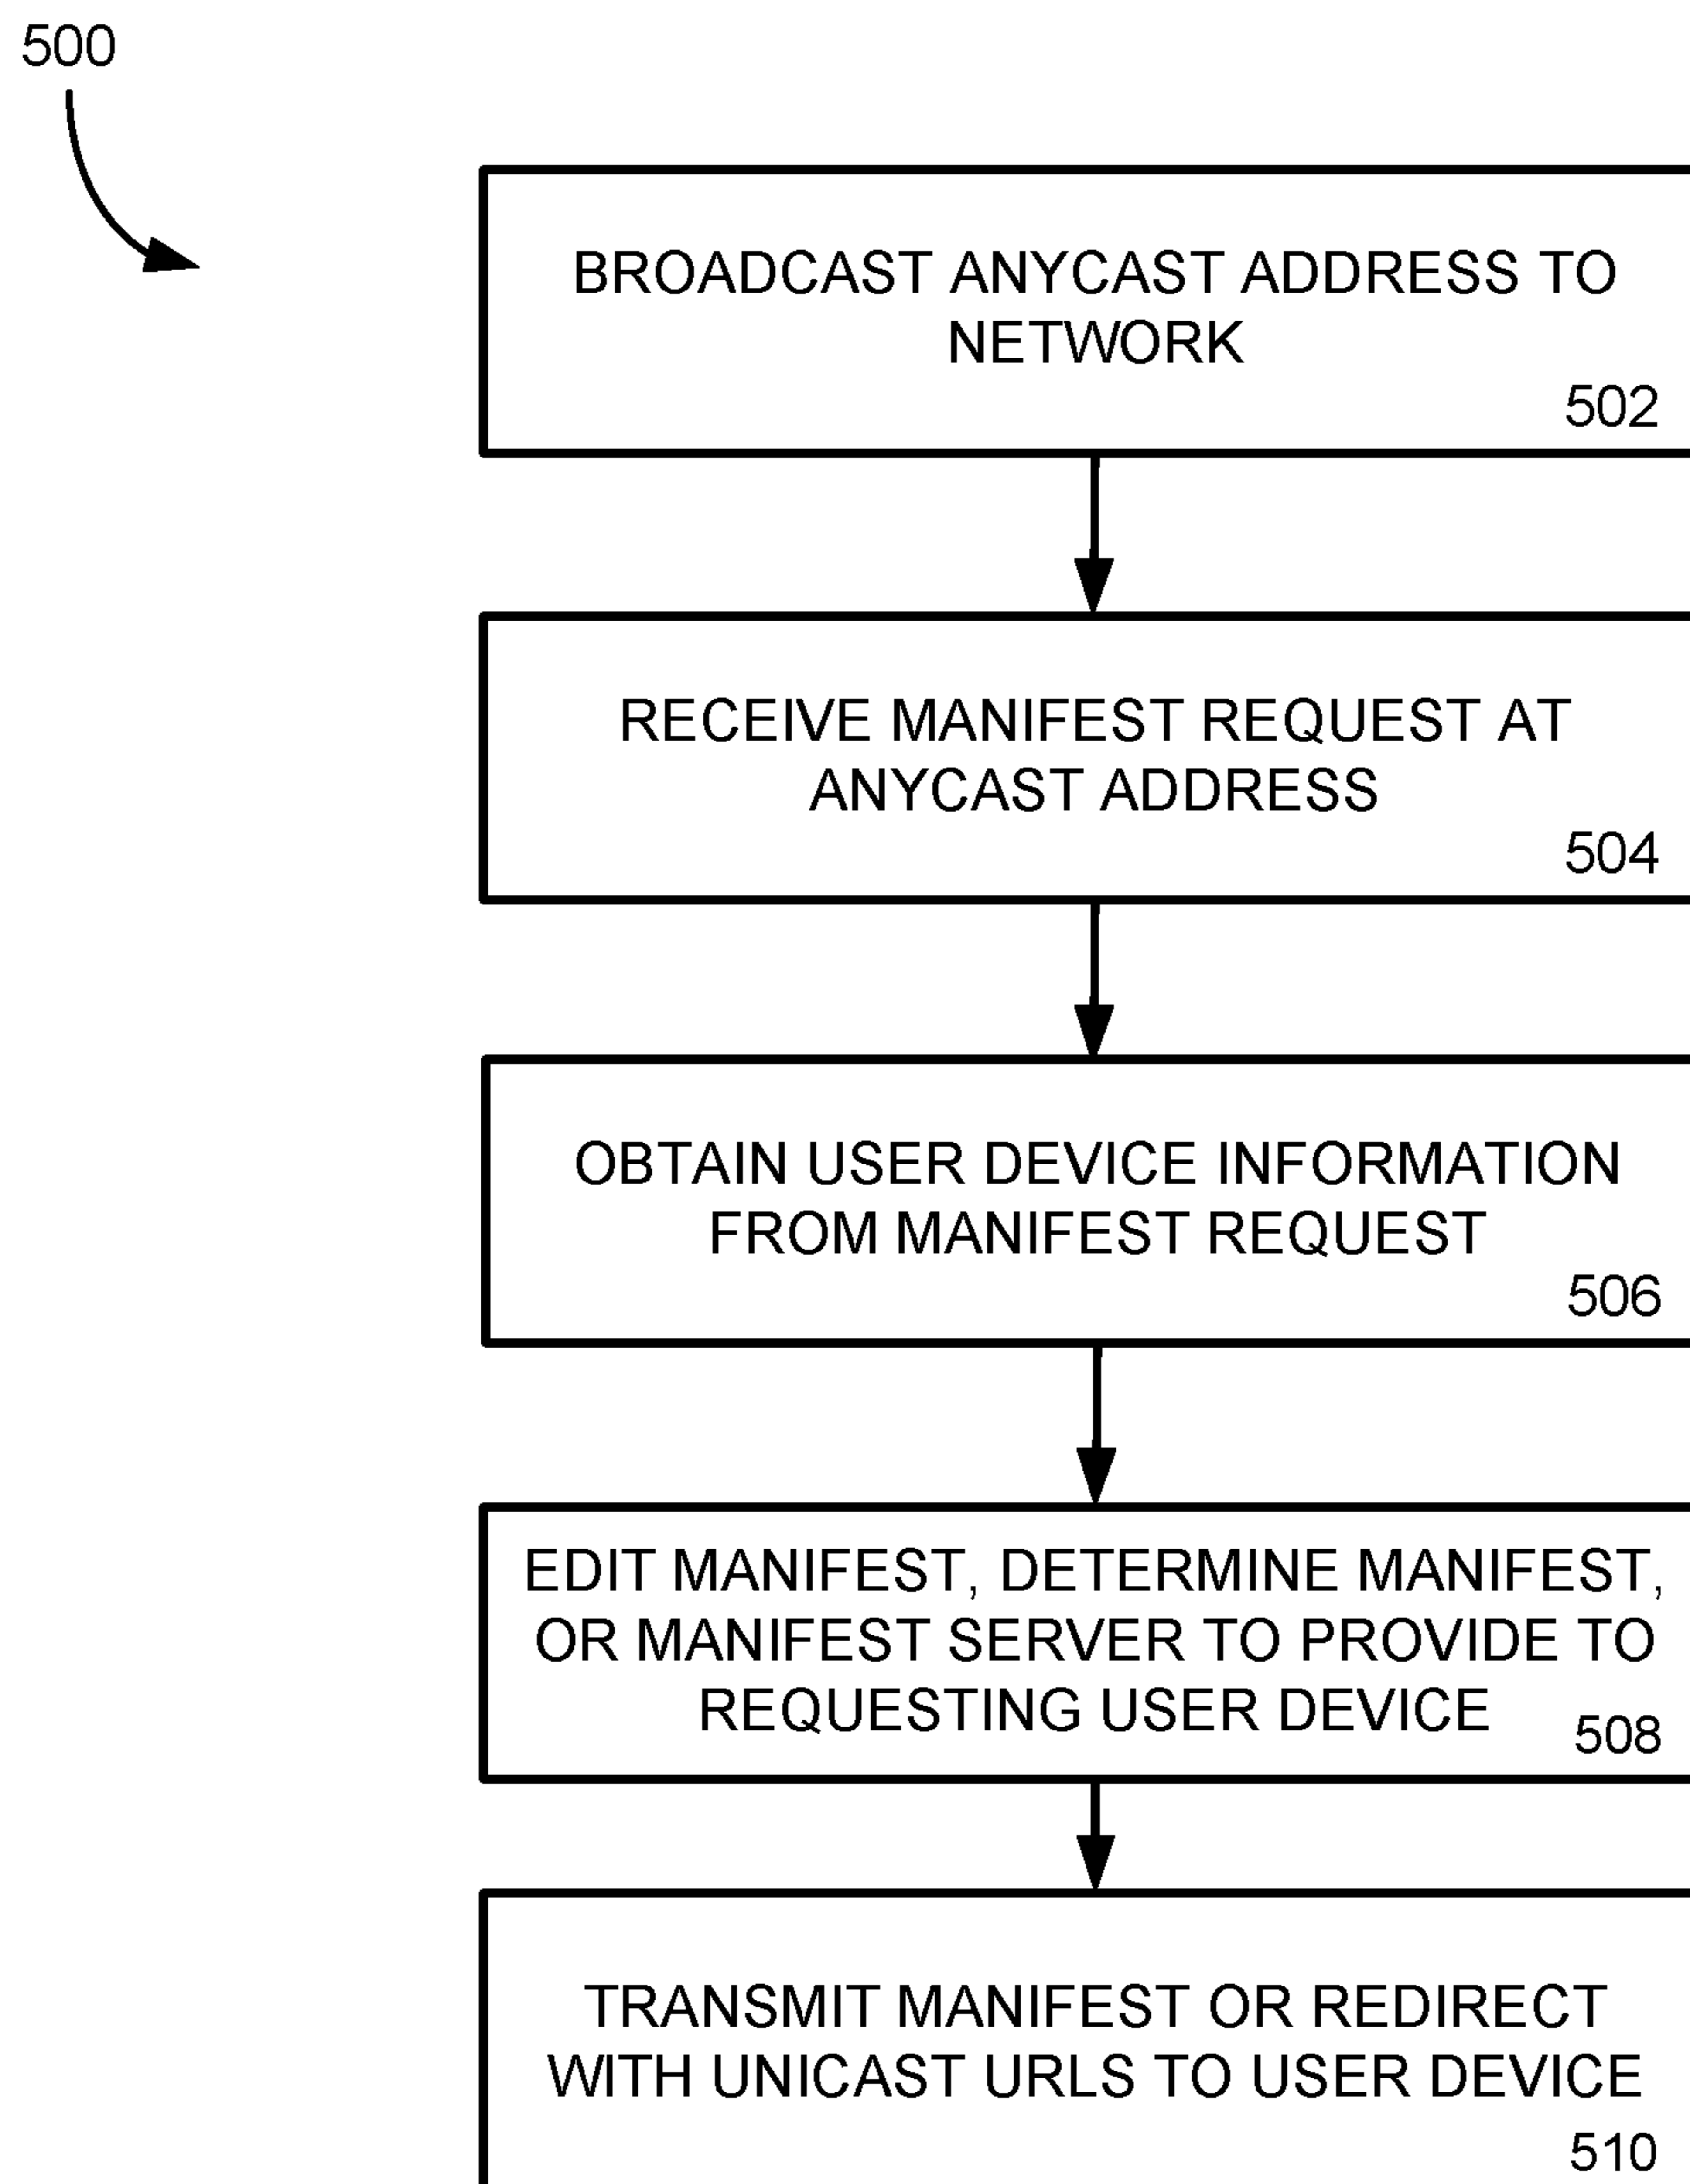 500
BROADCAST ANYCAST ADDRESS TO
NETWORK
502
RECEIVE MANIFEST REQUEST AT
ANYCAST ADDRESS
504
OBTAIN USER DEVICE INFORMATION
FROM MANIFEST REQUEST
506
EDIT MANIFEST, DETERMINE MANIFEST,
OR MANIFEST SERVER TO PROVIDE TO
REQUESTING USER DEVICE
508
TRANSMIT MANIFEST OR REDIRECT
WITH UNICAST URLS TO USER DEVICE
510